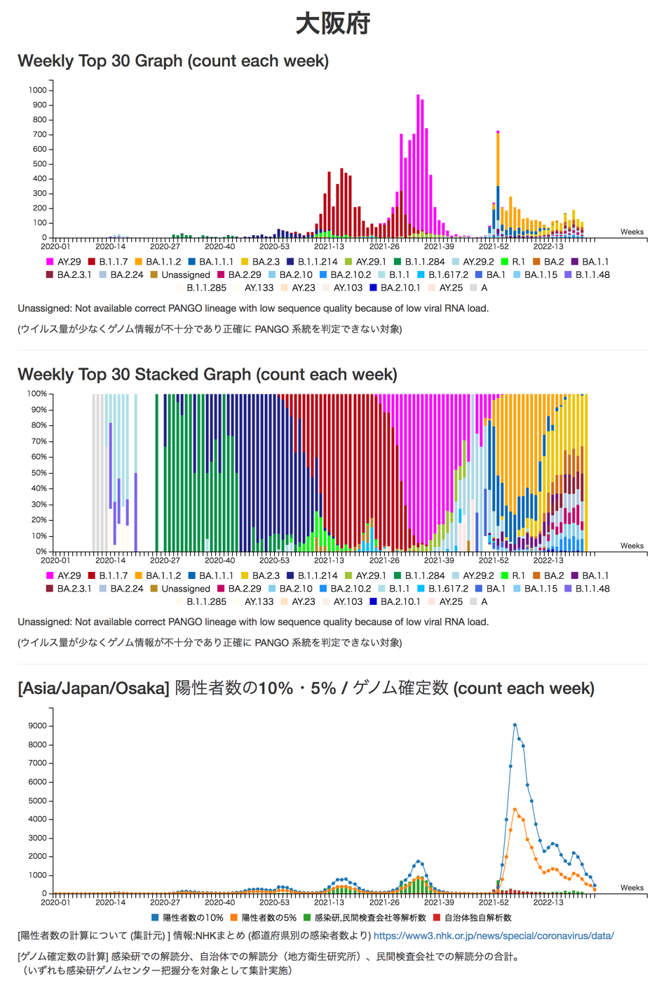 大阪府
Weekly Top 30 Graph (count each week)
1000
900
800
700
600
500
400
300
200
100
0
Weeks
2020-01 2020-14 2020-27 2020-40 2020-53 2021-13 2021-26 2021-39 2021-52 2022-13
AY.29 B.1.1.7 BA.1.1.2 BA.1.1.1 BA.2.3 B.1.1.214 AY.29.1 B.1.1.284 AY.29.2 R.1 BA.2 BA.1.1
BA.2.3.1 BA.2.24 Unassigned BA.2.29 BA.2.10 BA.2.10.2 B.1.1 B.1.617.2 BA.1 BA.1.15 B.1.1.48
B.1.1.285 AY.133 AY.23 AY.103 BA.2.10.1 AY.25 A
Unassigned: Not available correct PANGO lineage with low sequence quality because of low viral RNA load.
(ウイルス量が少なくゲノム情報が不十分であり正確に PANGO 系統を判定できない対象)
Weekly Top 30 Stacked Graph (count each week)
100%
90%
80%
70%
60%
50%
40%
30%
20%
10%
0%
Weeks
2020-01 2020-14 2020-27 2020-40 2020-53 2021-13 2021-26 2021-39 2021-52 2022-13
AY.29 B.1.1.7 BA.1.1.2 BA.1.1.1 BA.2.3 B.1.1.214 AY.29.1 B.1.1.284 AY.29.2 R.1 BA.2 BA.1.1
BA.2.3.1 BA.2.24 Unassigned BA.2.29 BA.2.10 BA.2.10.2 B.1.1 B.1.617.2 BA.1 BA.1.15 B.1.1.48
B.1.1.285 AY.133 AY.23 AY.103 BA.2.10.1 AY.25 A
Unassigned: Not available correct PANGO lineage with low sequence quality because of low viral RNA load.
(ウイルス量が少なくゲノム情報が不十分であり正確に PANGO 系統を判定できない対象)
[Asia/Japan/Osaka] 陽性者数の10%・5% / ゲノム確定数 (count each week)
9000
8000
7000
6000
5000
4000
3000
2000
1000
0
Weeks
2020-01 2020-14 2020-27 2020-40 2020-53 2021-13 2021-26 2021-39 2021-52 2022-13
陽性者数の10% 陽性者数の5% 感染研,民間検査会社等解析数 自治体独自解析数
[陽性者数の計算について (集計元) ] 情報:NHKまとめ (都道府県別の感染者数より) https://www3.nhk.or.jp/news/special/coronavirus/data/
[ゲノム確定数の計算] 感染研での解読分、自治体での解読分（地方衛生研究所）、民間検査会社での解読分の合計。
（いずれも感染研ゲノムセンター把握分を対象として集計実施）